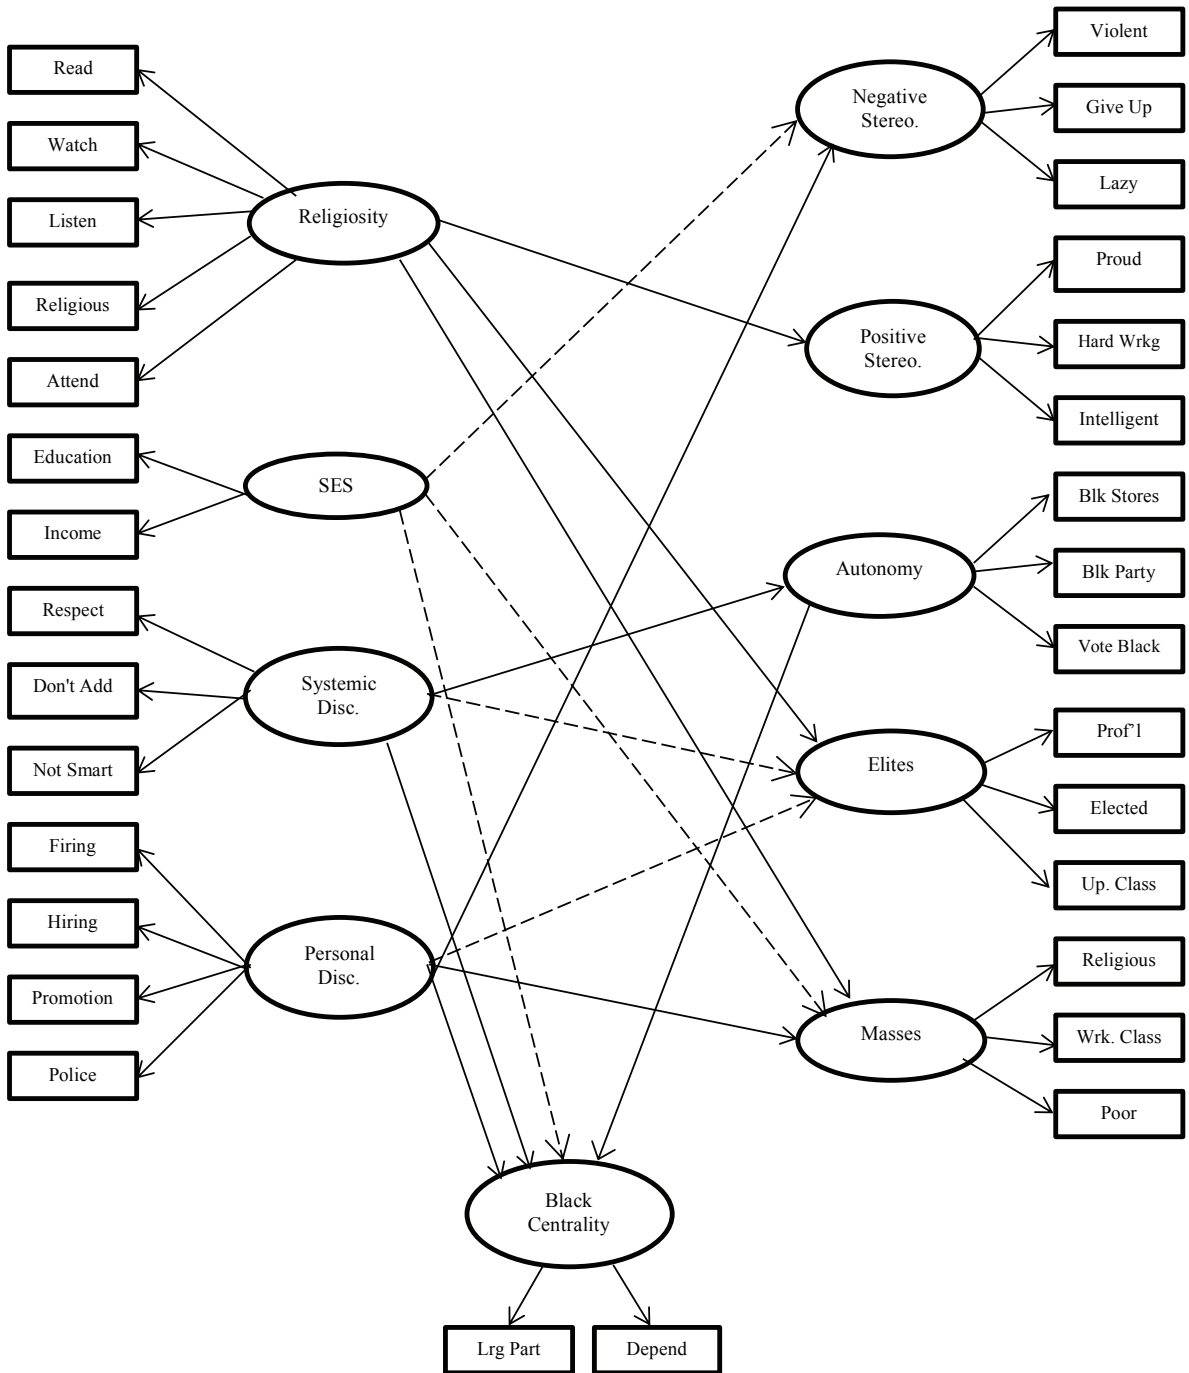 Read
Watch
Listen
Religious
Attend
Education
Income
Respect
Don't Add
Not Smart
Firing
Hiring
Promotion
Police
Religiosity
SES
Systemic
Disc.
Personal
Disc.
Negative
Stereo.
Positive
Stereo.
Autonomy
Elites
Masses
Black
Centrality
Lrg Part
Depend
Violent
Give Up
Lazy
Proud
Hard Wrkg
Intelligent
Blk Stores
Blk Party
Vote Black
Prof’l
Elected
Up. Class
Religious
Wrk. Class
Poor